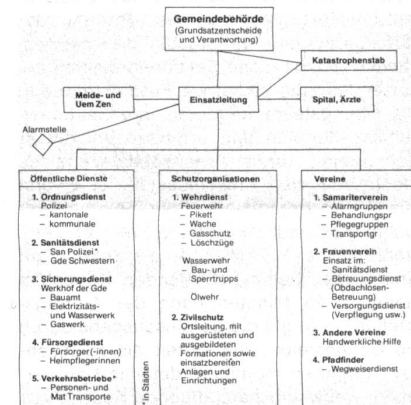 Gemeindebehörde
(Grundsatzentscheide
und Verantwortung)
Katastrophenstab
Melde- und
Uem Zen
Einsatzleitung
Spital, Ärzte
Alarmstelle
Öffentliche Dienste
1. Ordnungsdienst
Polizei
– kantonale
– kommunale
2. Sanitätsdienst
– San Polizei*
– Gde Schwestern
3. Sicherungsdienst
Werkhof der Gde
– Bauamt
– Elektrizitäts-
und Wasserwerk
– Gaswerk
4. Fürsorgedienst
– Fürsorger(-innen)
– Heimpflegerinnen
5. Verkehrsbetriebe*
– Personen- und
Mat Transporte
* in Städten
Schutzorganisationen
1. Wehrdienst
Feuerwehr
– Pikett
– Wache
– Gasschutz
– Löschzüge
Wasserwehr
– Bau- und
Sperrtrupps
Ölwehr
2. Zivilschutz
Ortsleitung, mit
ausgerüsteten und
ausgebildeten
Formationen sowie
einsatzbereiten
Anlagen und
Einrichtungen
Vereine
1. Samariterverein
– Alarmgruppen
– Behandlungspr
– Pflegegruppen
– Transportgr
2. Frauenverein
Einsatz im:
– Sanitätsdienst
– Betreuungsdienst
(Obdachlosen-
Betreuung)
– Versorgungsdienst
(Verpflegung usw.)
3. Andere Vereine
Handwerkliche Hilfe
4. Pfadfinder
– Wegweiserdienst